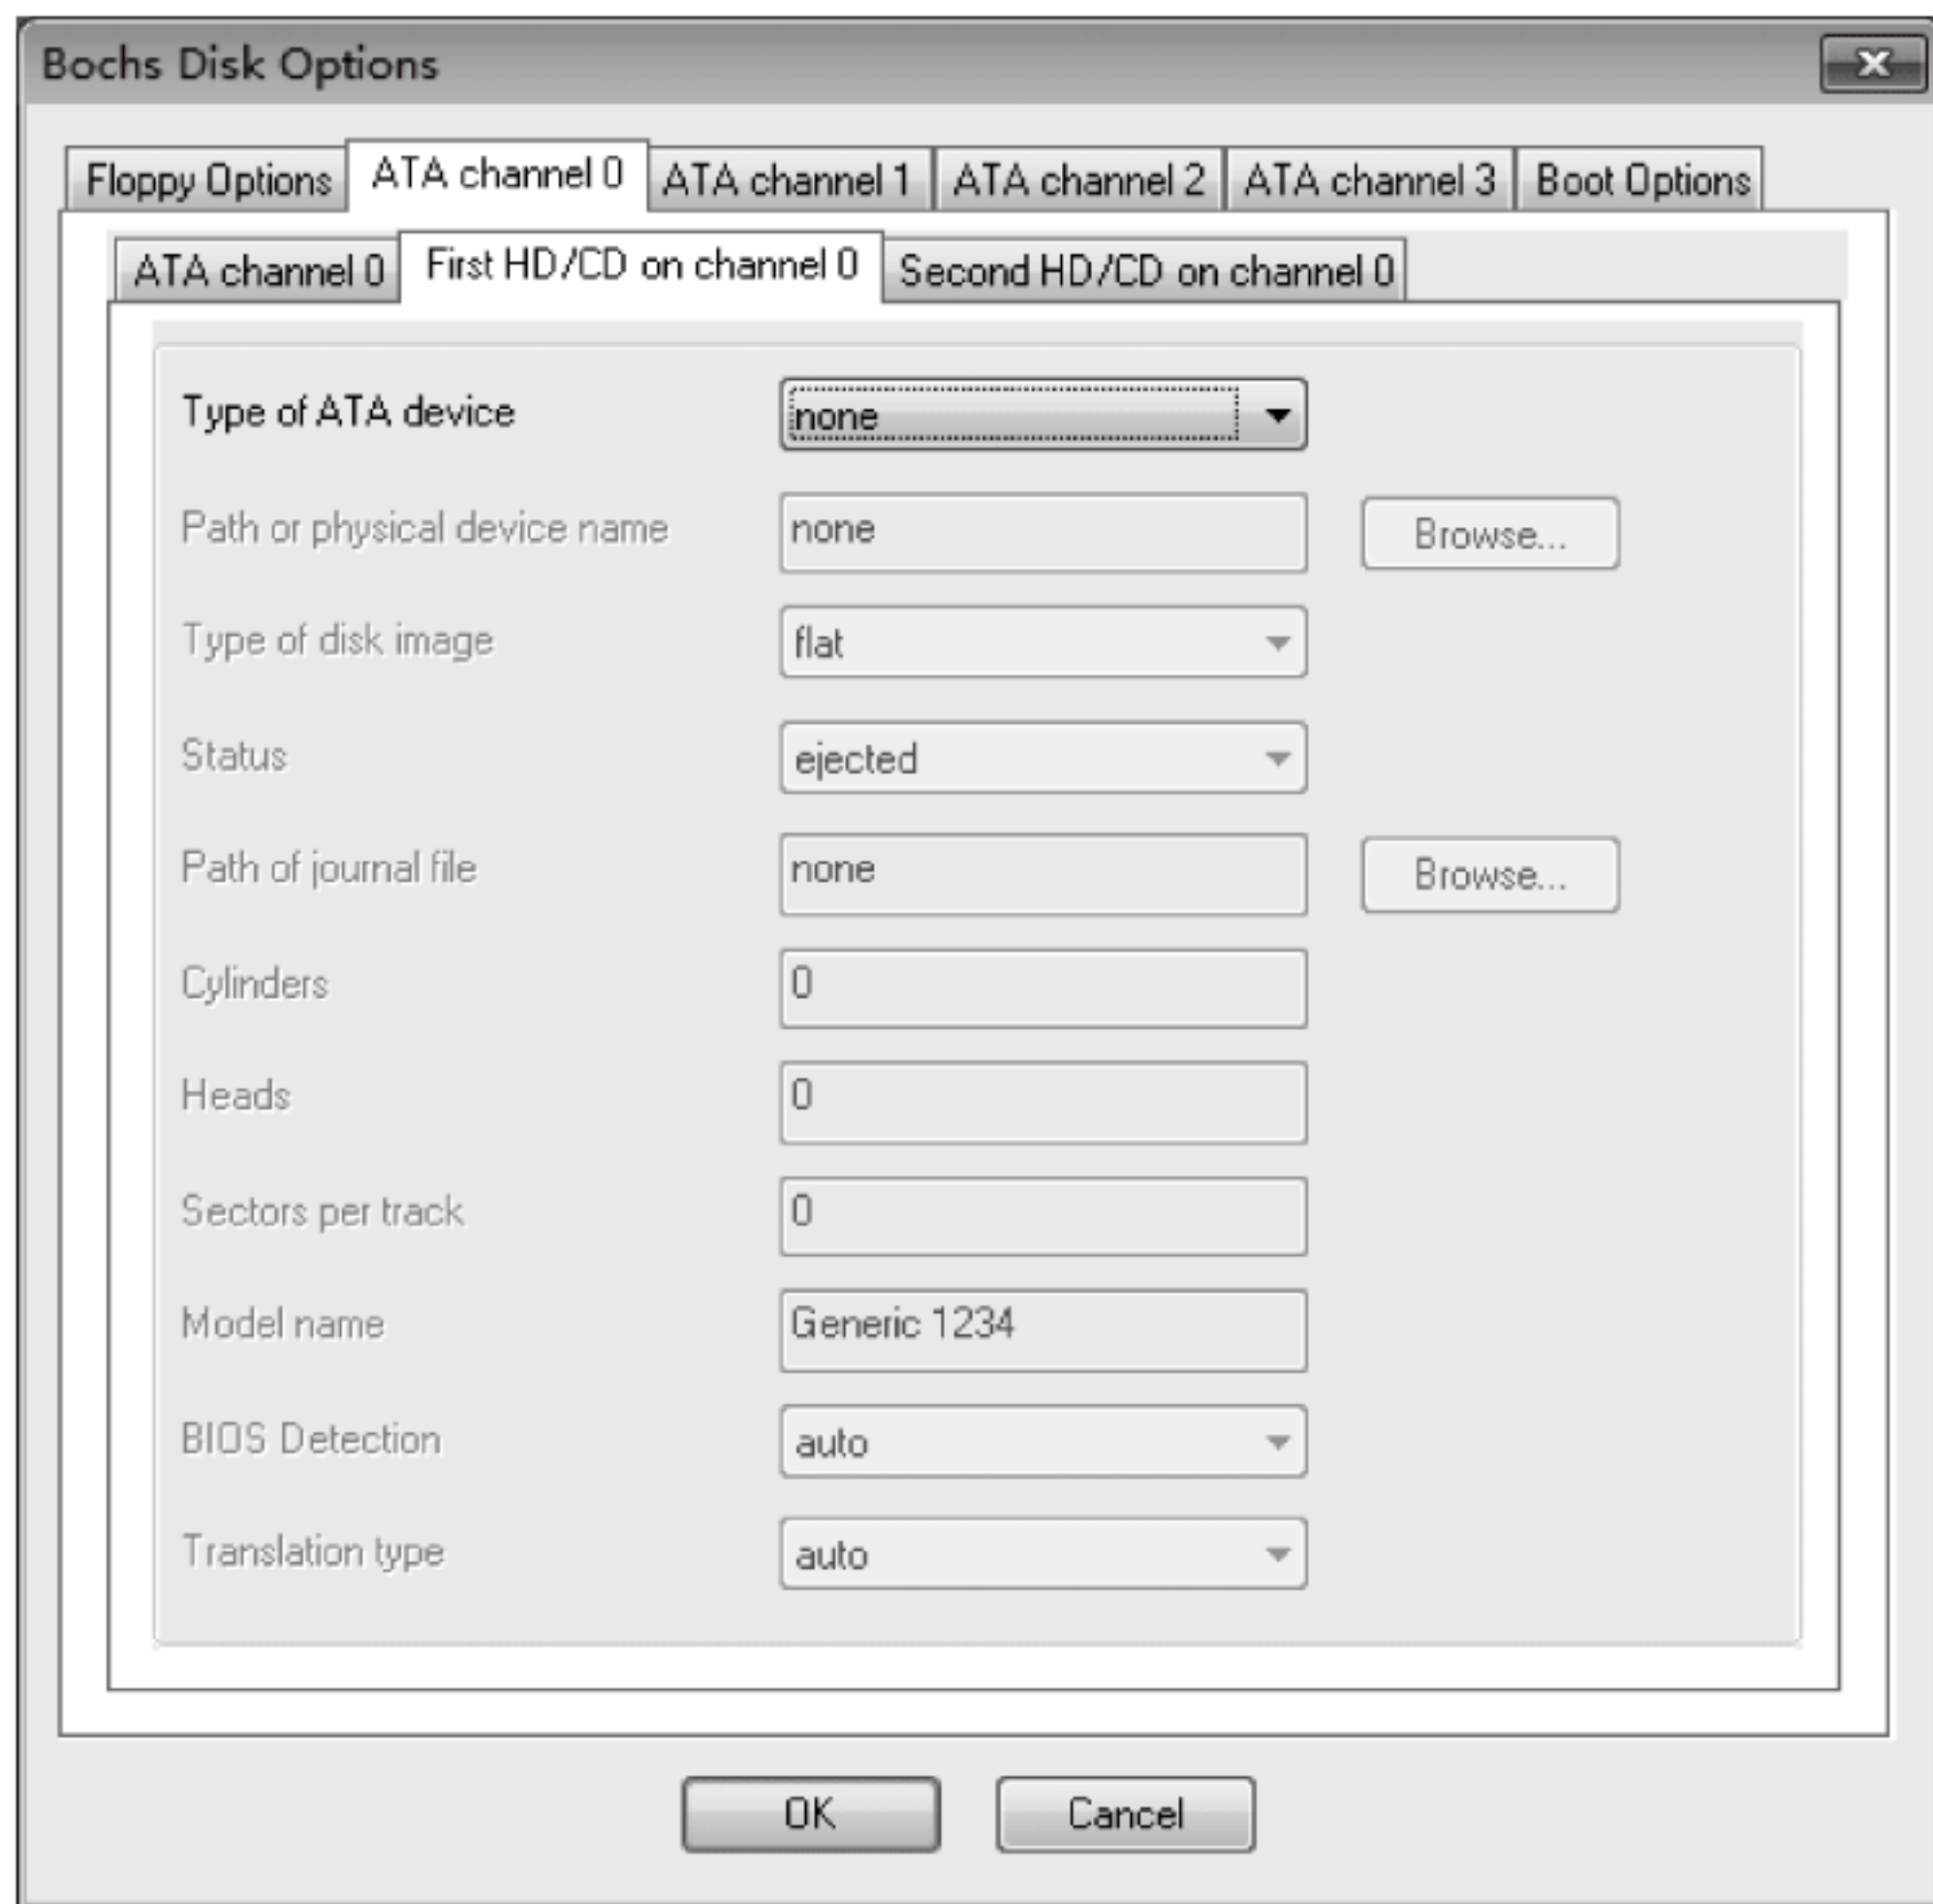 Bochs Disk Options
Floppy Options ATA channel 0 ATA channel 1 ATA channel 2 ATA channel 3 Boot Options
ATA channel 0 First HD/CD on channel 0 Second HD/CD on channel 0
Type of ATA device none
Path or physical device name none Browse...
Type of disk image flat
Status ejected
Path of journal file none Browse...
Cylinders 0
Heads 0
Sectors per track 0
Model name Generic 1234
BIOS Detection auto
Translation type auto
OK Cancel